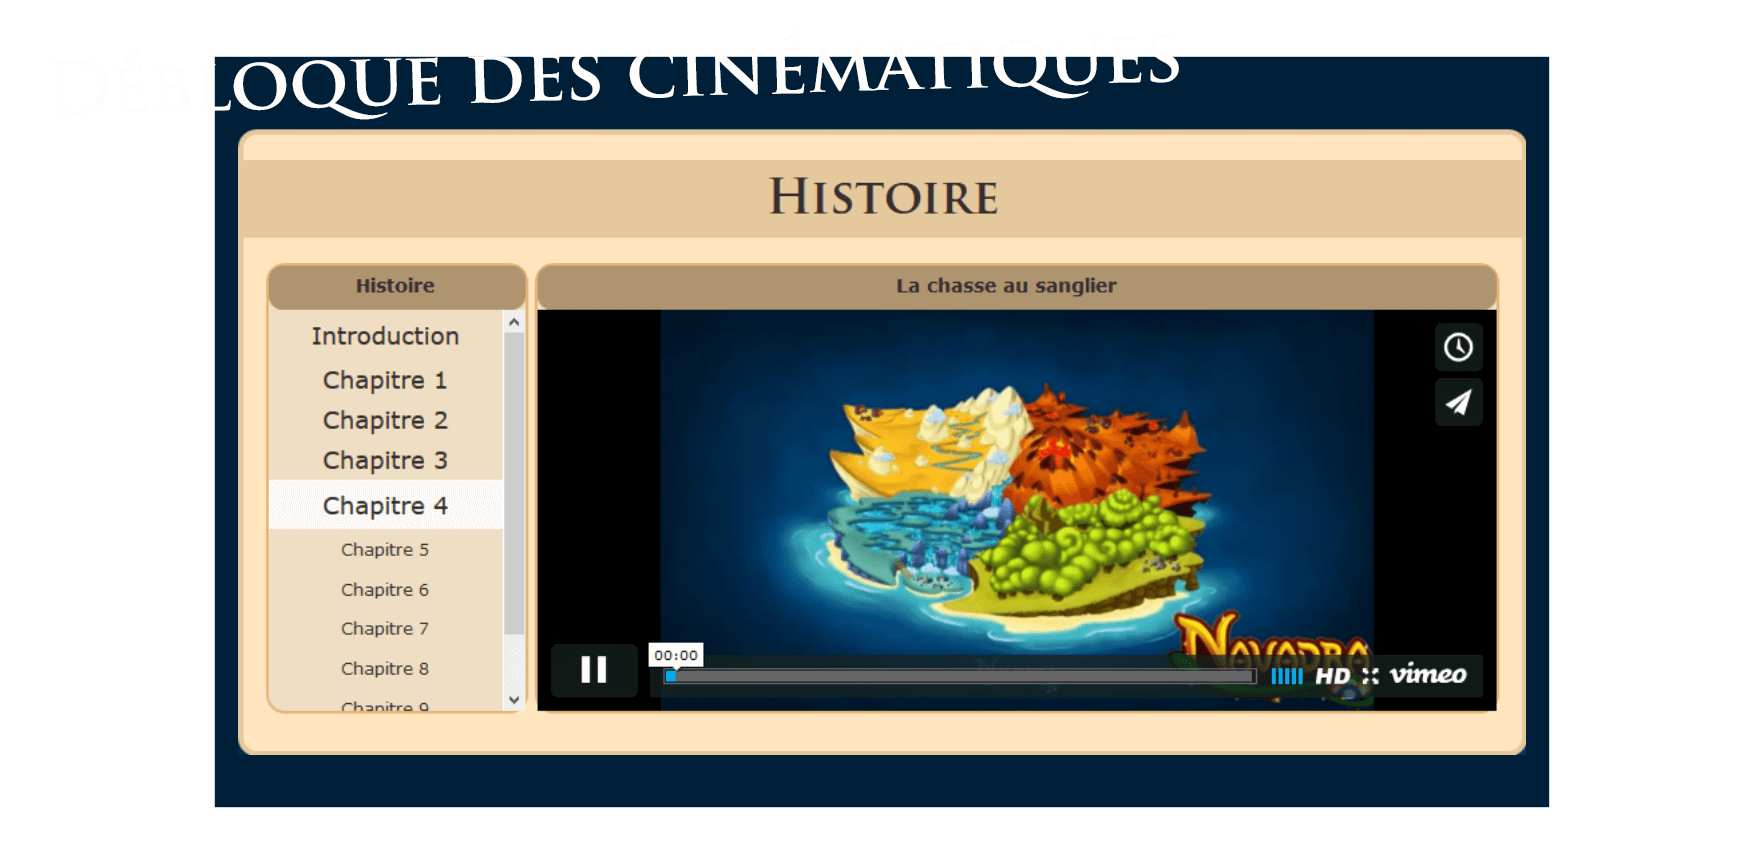 Débloque des cinématiques
Histoire
Histoire
Introduction
Chapitre 1
Chapitre 2
Chapitre 3
Chapitre 4
Chapitre 5
Chapitre 6
Chapitre 7
Chapitre 8
Chapitre 9
La chasse au sanglier
Navadra
00:00
HD vimeo